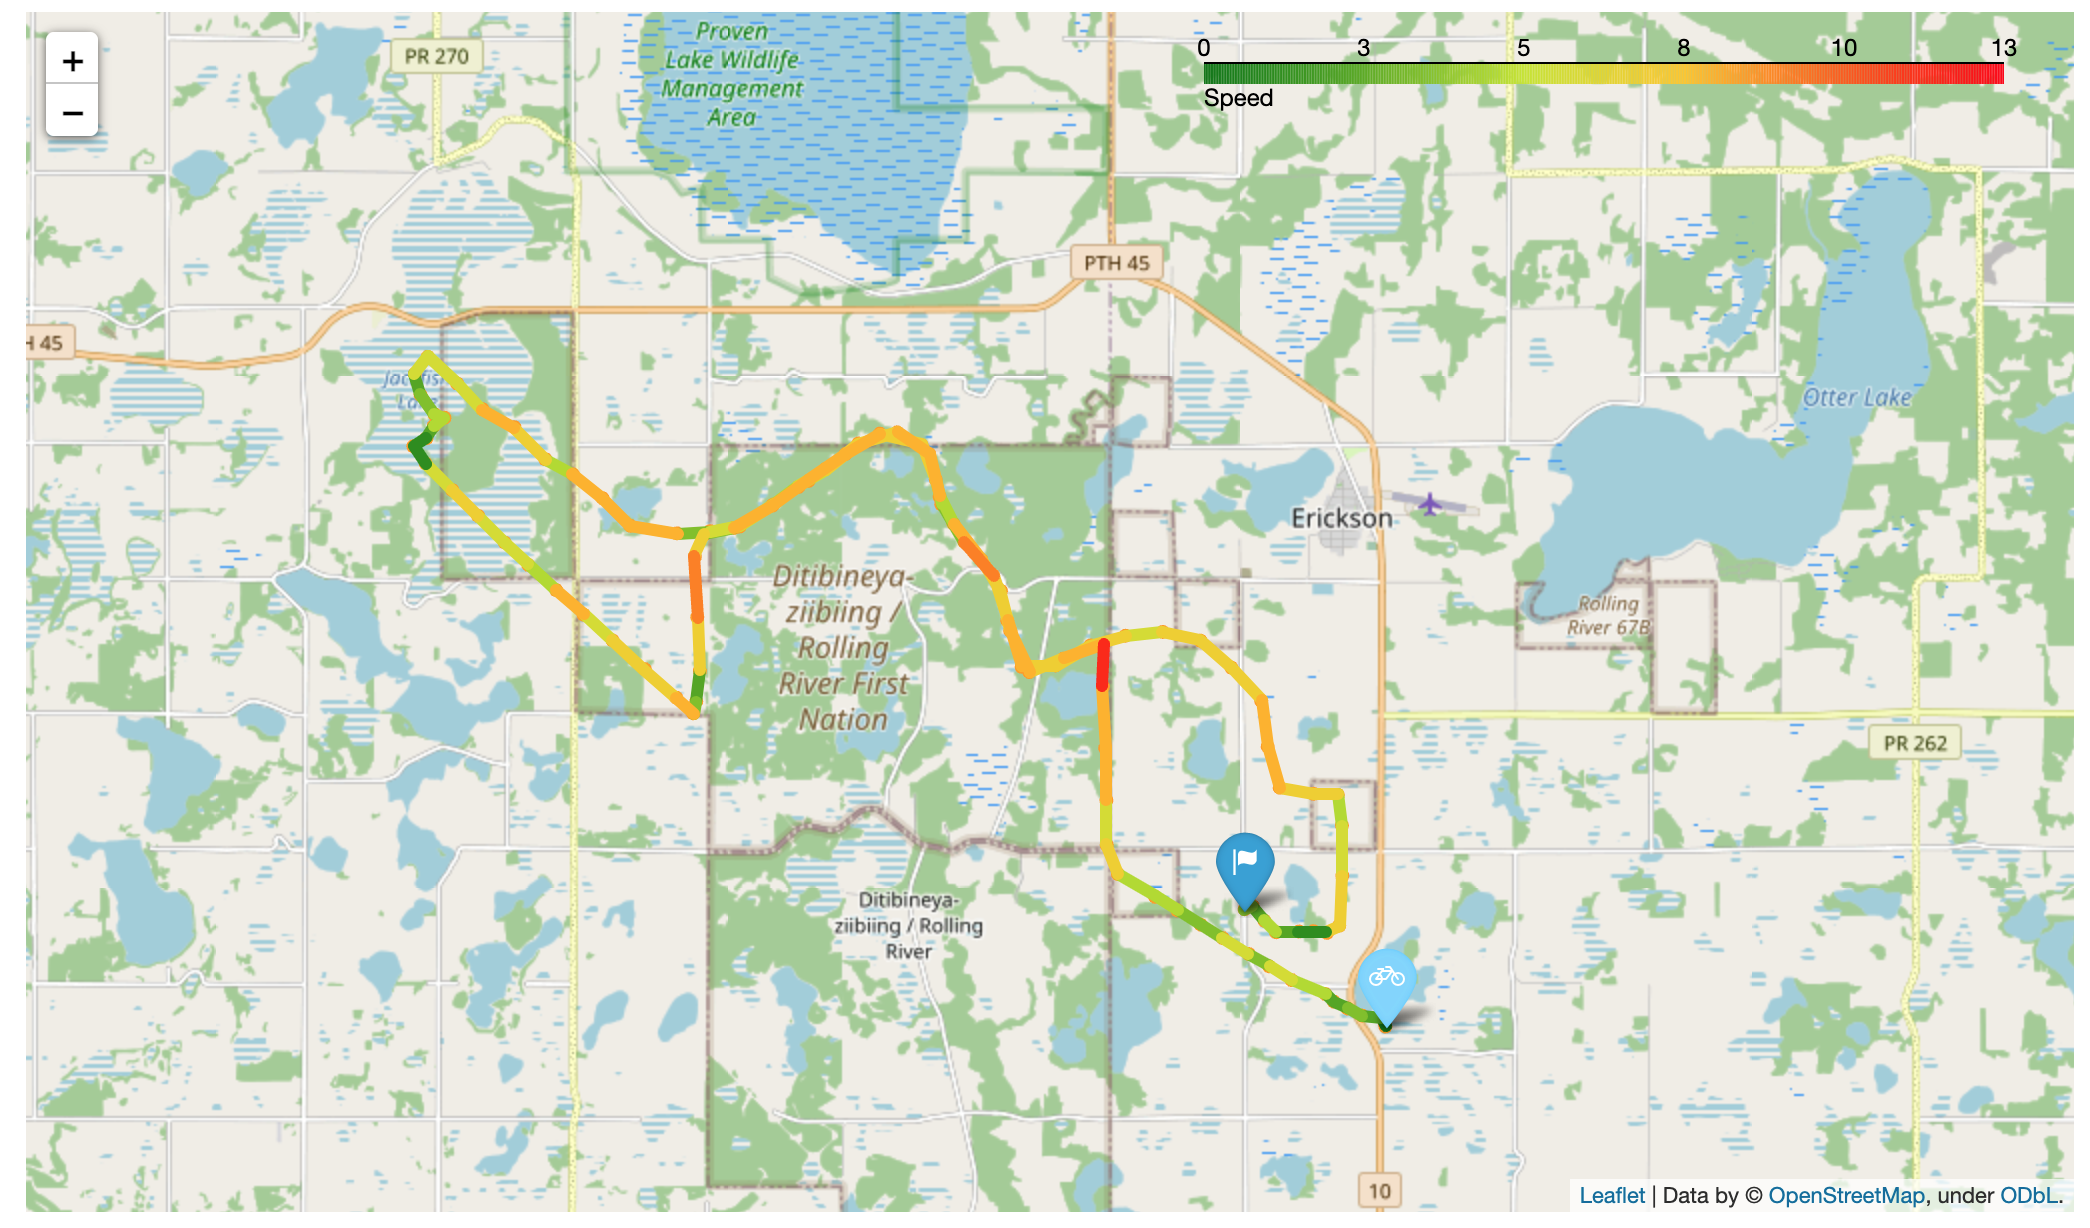 +
−
PR 270
Proven
Lake Wildlife
Management
Area
0 3 5 8 10 13
Speed
PTH 45
H 45
Otter Lake
Erickson
Ditibineya-
ziibiing /
Rolling
River First
Nation
Rolling
River 67B
PR 262
Ditibineya-
ziibiing / Rolling
River
10
Leaflet | Data by © OpenStreetMap, under ODbL.